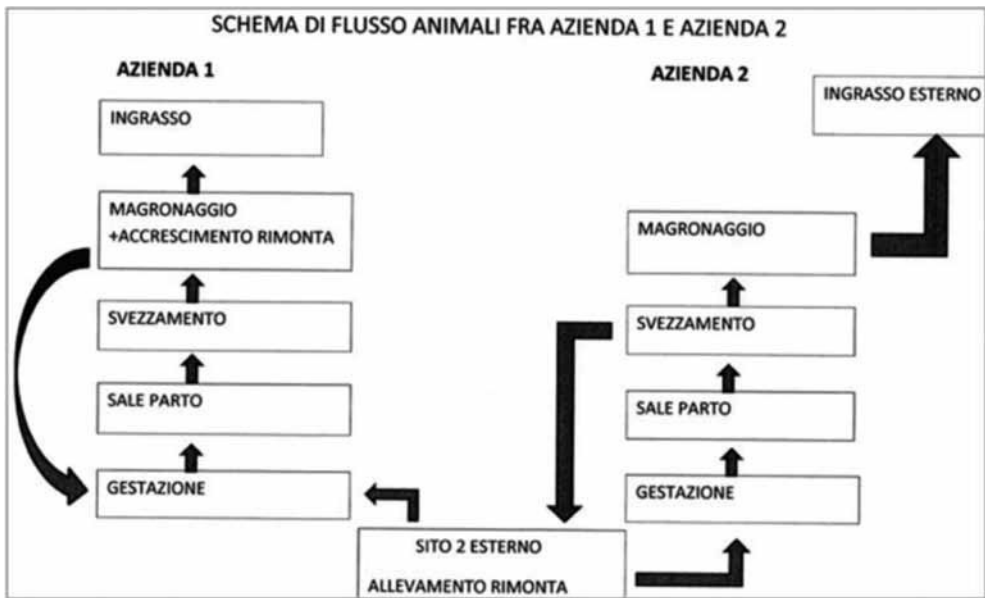 SCHEMA DI FLUSSO ANIMALI FRA AZIENDA 1 E AZIENDA 2
AZIENDA 1
INGRASSO
MAGRONAGGIO
+ACCRESCIMENTO RIMONTA
SVEZZAMENTO
SALE PARTO
GESTAZIONE
AZIENDA 2
INGRASSO ESTERNO
MAGRONAGGIO
SVEZZAMENTO
SALE PARTO
GESTAZIONE
SITO 2 ESTERNO
ALLEVAMENTO RIMONTA